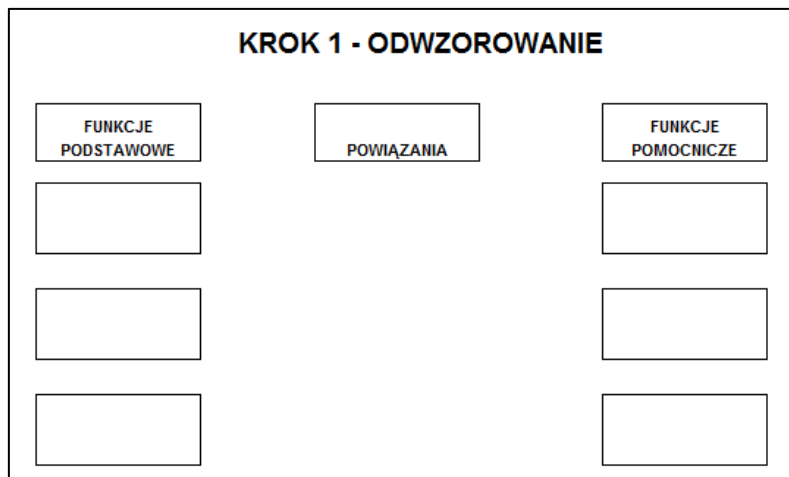 KROK 1 - ODWZOROWANIE
FUNKCJE
PODSTAWOWE
POWIĄZANIA
FUNKCJE
POMOCNICZE